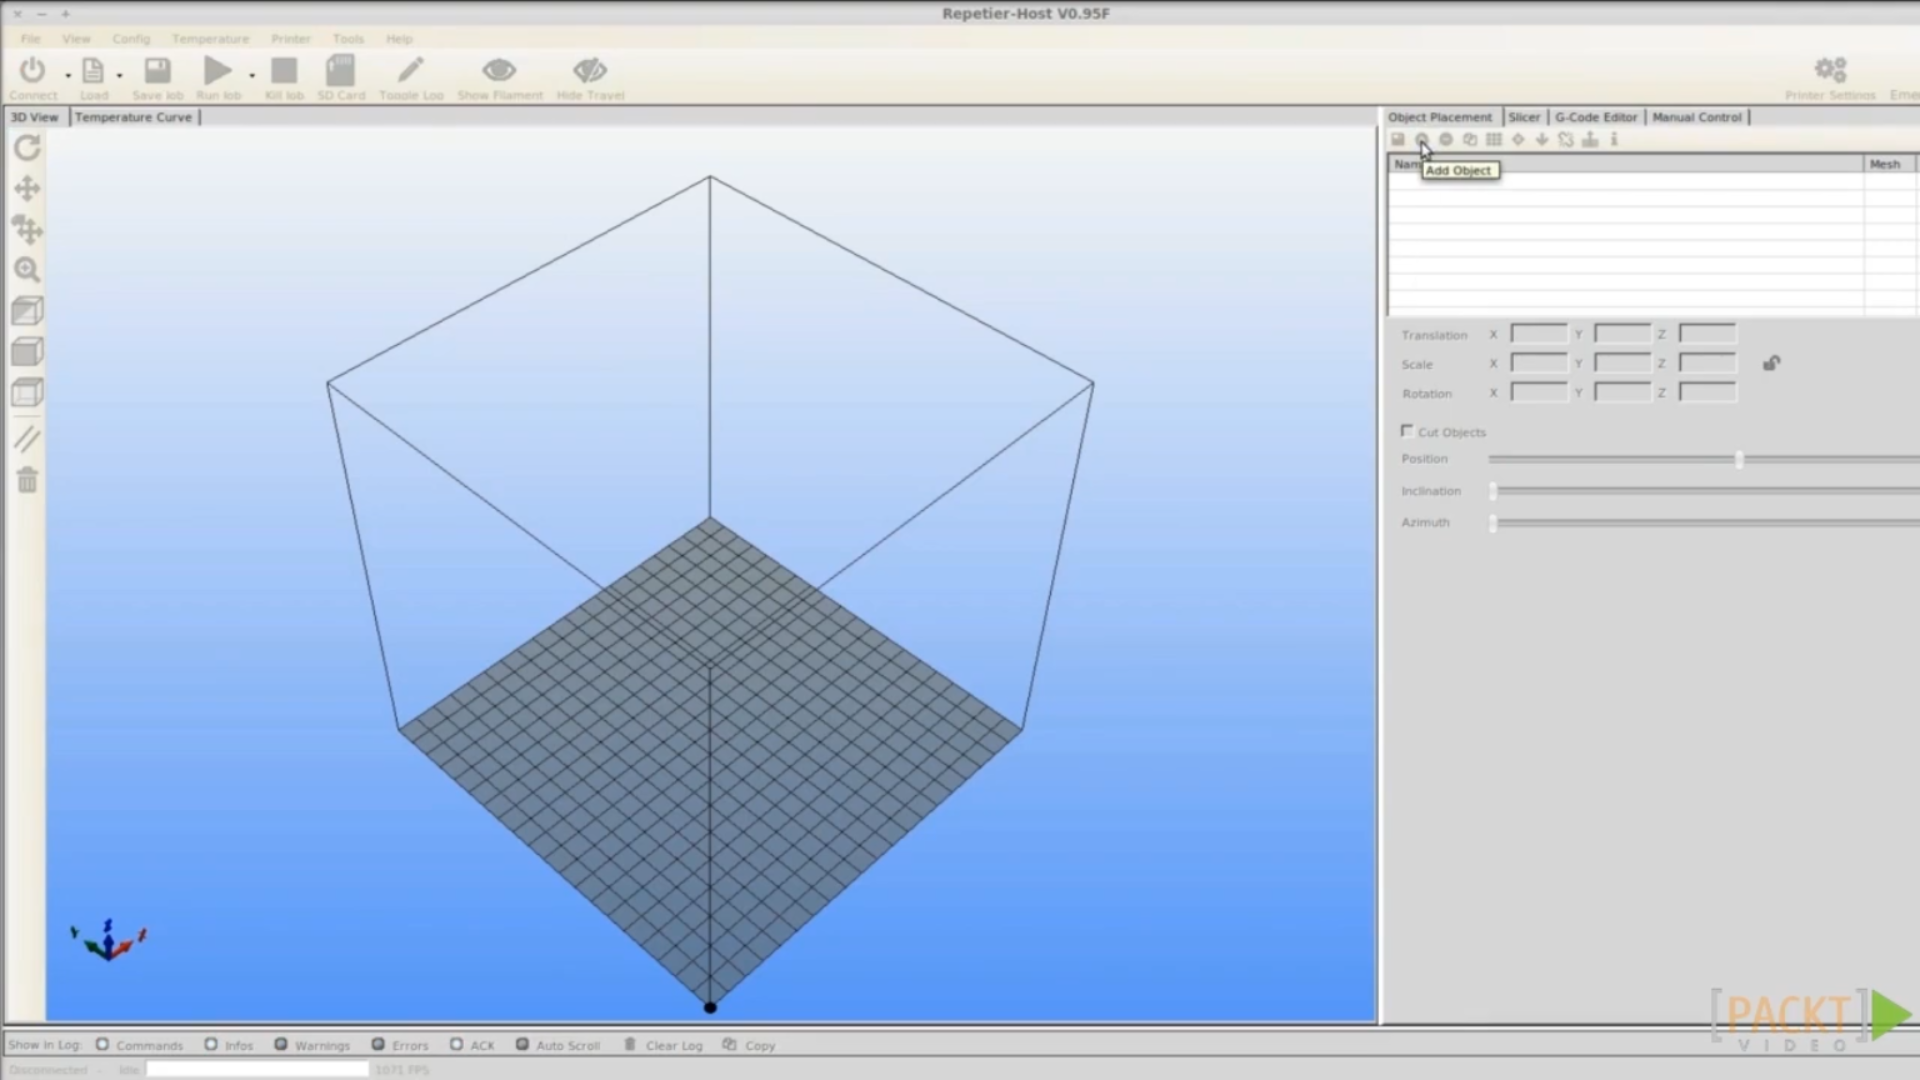 Repetier-Host V0.95F
File View Config Temperature Printer Tools Help
Connect Load Save Job Run Job Kill Job SD Card Toggle Log Show Filament Hide Travel Printer Settings Eme
3D View Temperature Curve Object Placement Slicer G-Code Editor Manual Control
Nam Mesh
Add Object
Translation X Y Z
Scale X Y Z
Rotation X Y Z
Cut Objects
Position
Inclination
Azimuth
Y Z X
PACKT
VIDEO
Show in Log: Commands Infos Warnings Errors ACK Auto Scroll Clear Log Copy
Disconnected - Idle 1071 FPS